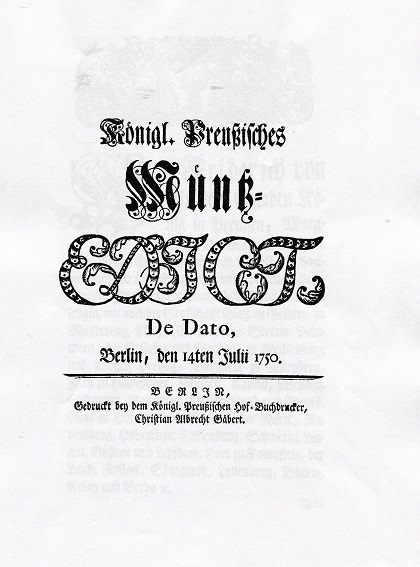 Königl. Preußisches
Müntz-
EDICT.
De Dato,
Berlin, den 14ten Julii 1750.
BERLIN,
Gedruckt bey dem Königl. Preußischen Hof-Buchdrucker,
Christian Albrecht Gäbert.